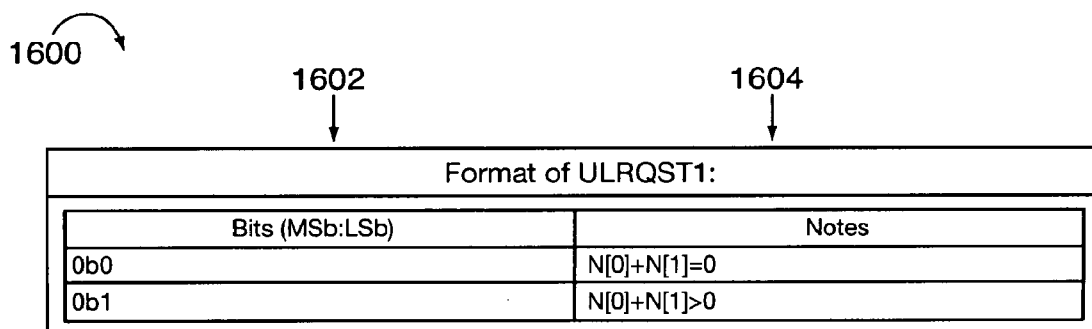 1600
1602 1604
Format of ULRQST1:
Bits (MSb:LSb) Notes
0b0 N[0]+N[1]=0
0b1 N[0]+N[1]>0